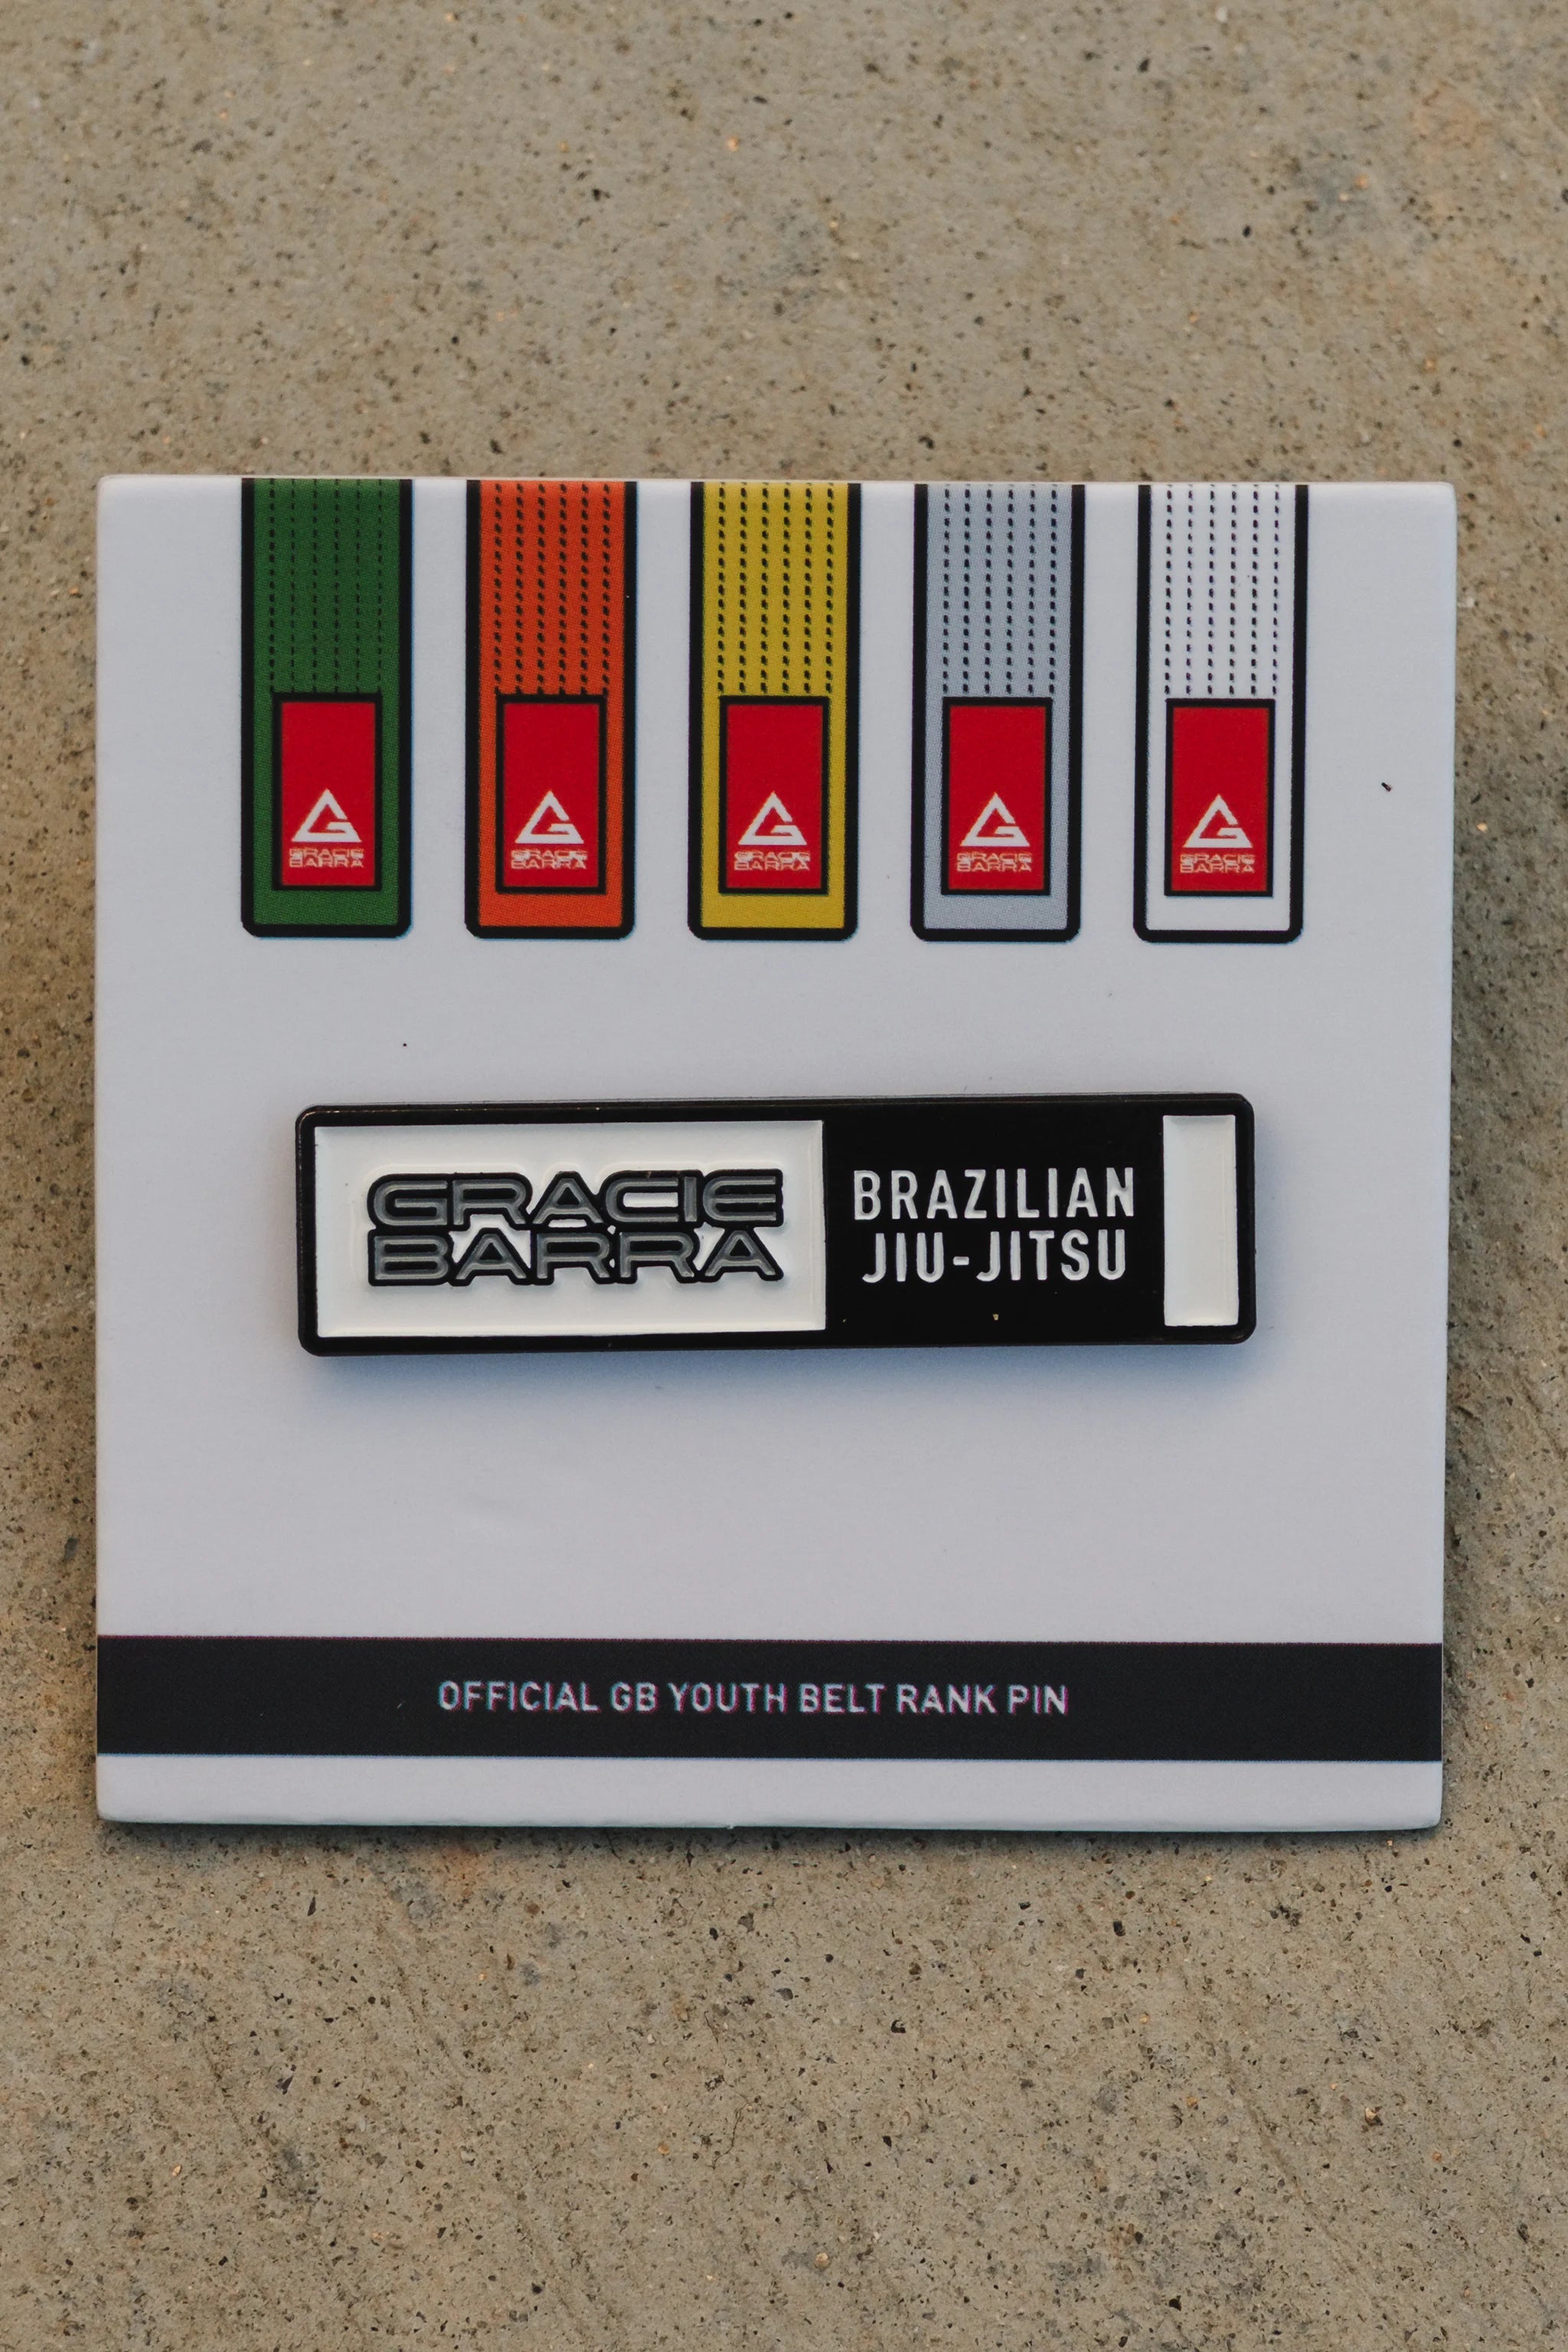 GRACIE
BARRA
GRACIE
BARRA
GRACIE
BARRA
GRACIE
BARRA
GRACIE
BARRA
GRACIE
BARRA
BRAZILIAN
JIU-JITSU
OFFICIAL GB YOUTH BELT RANK PIN